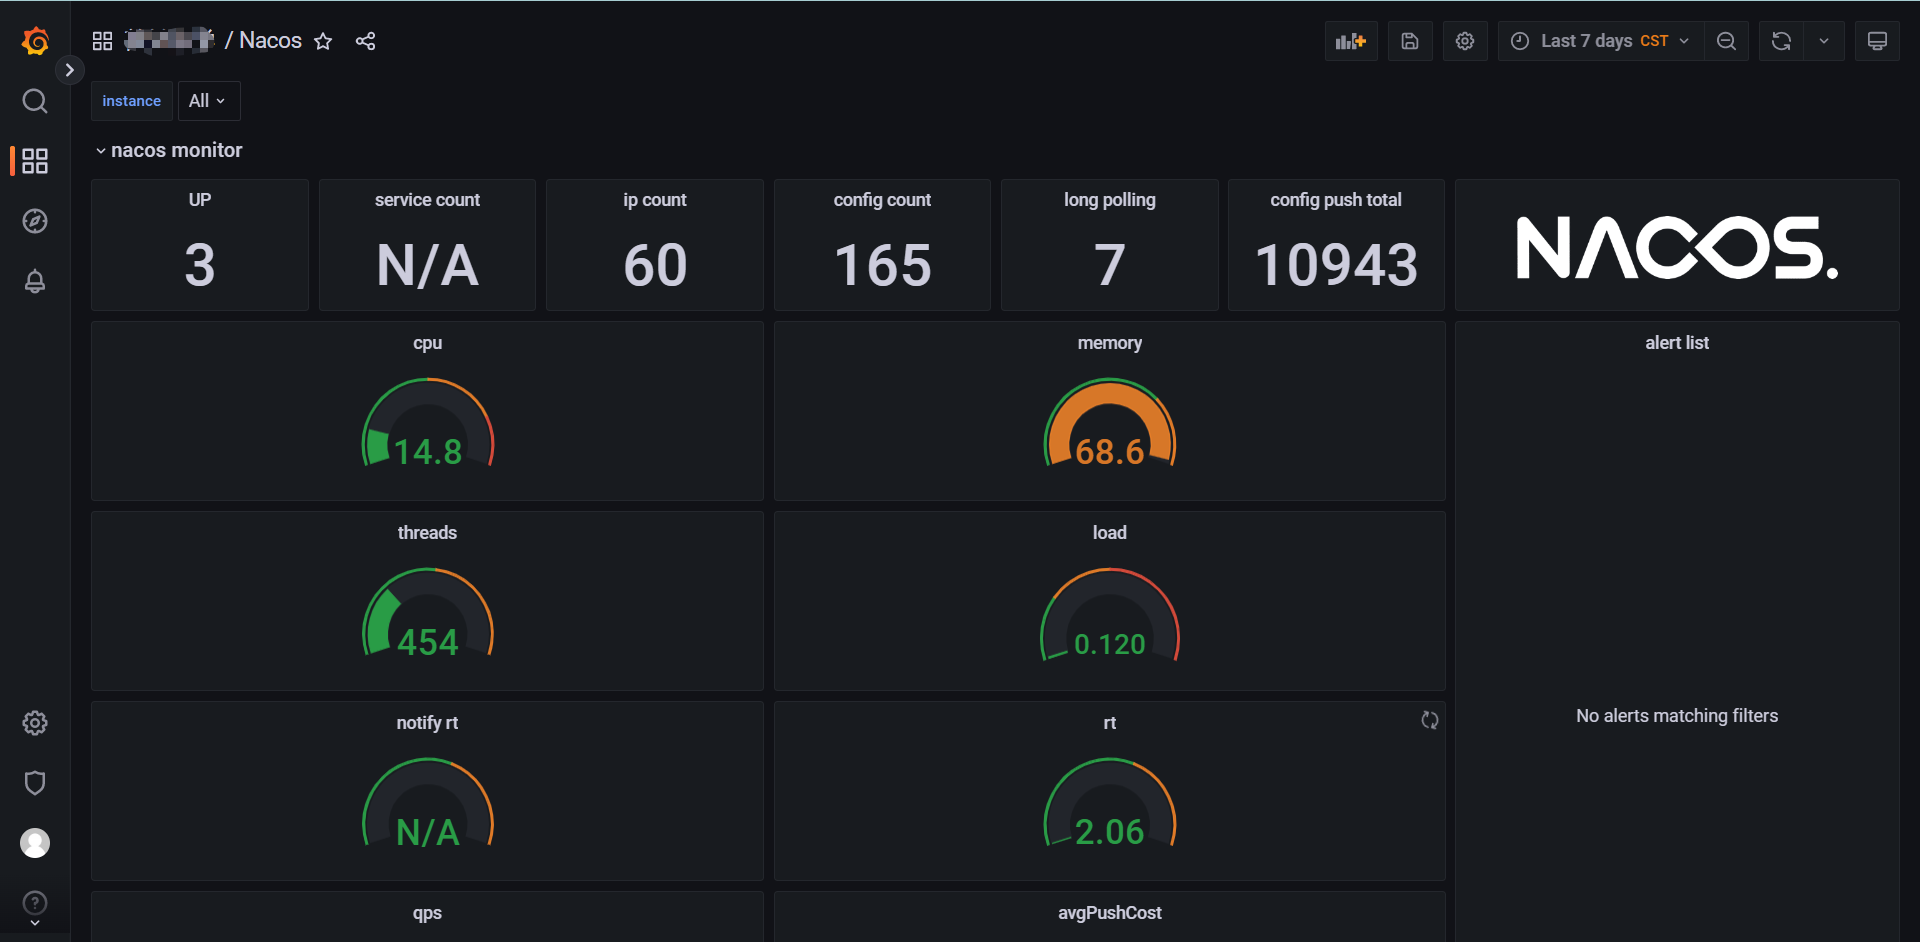 / Nacos
Last 7 days CST
instance All
nacos monitor
UP
3
service count
N/A
ip count
60
config count
165
long polling
7
config push total
10943
NACOS.
cpu
14.8
memory
68.6
alert list
No alerts matching filters
threads
454
load
0.120
notify rt
N/A
rt
2.06
qps
avgPushCost